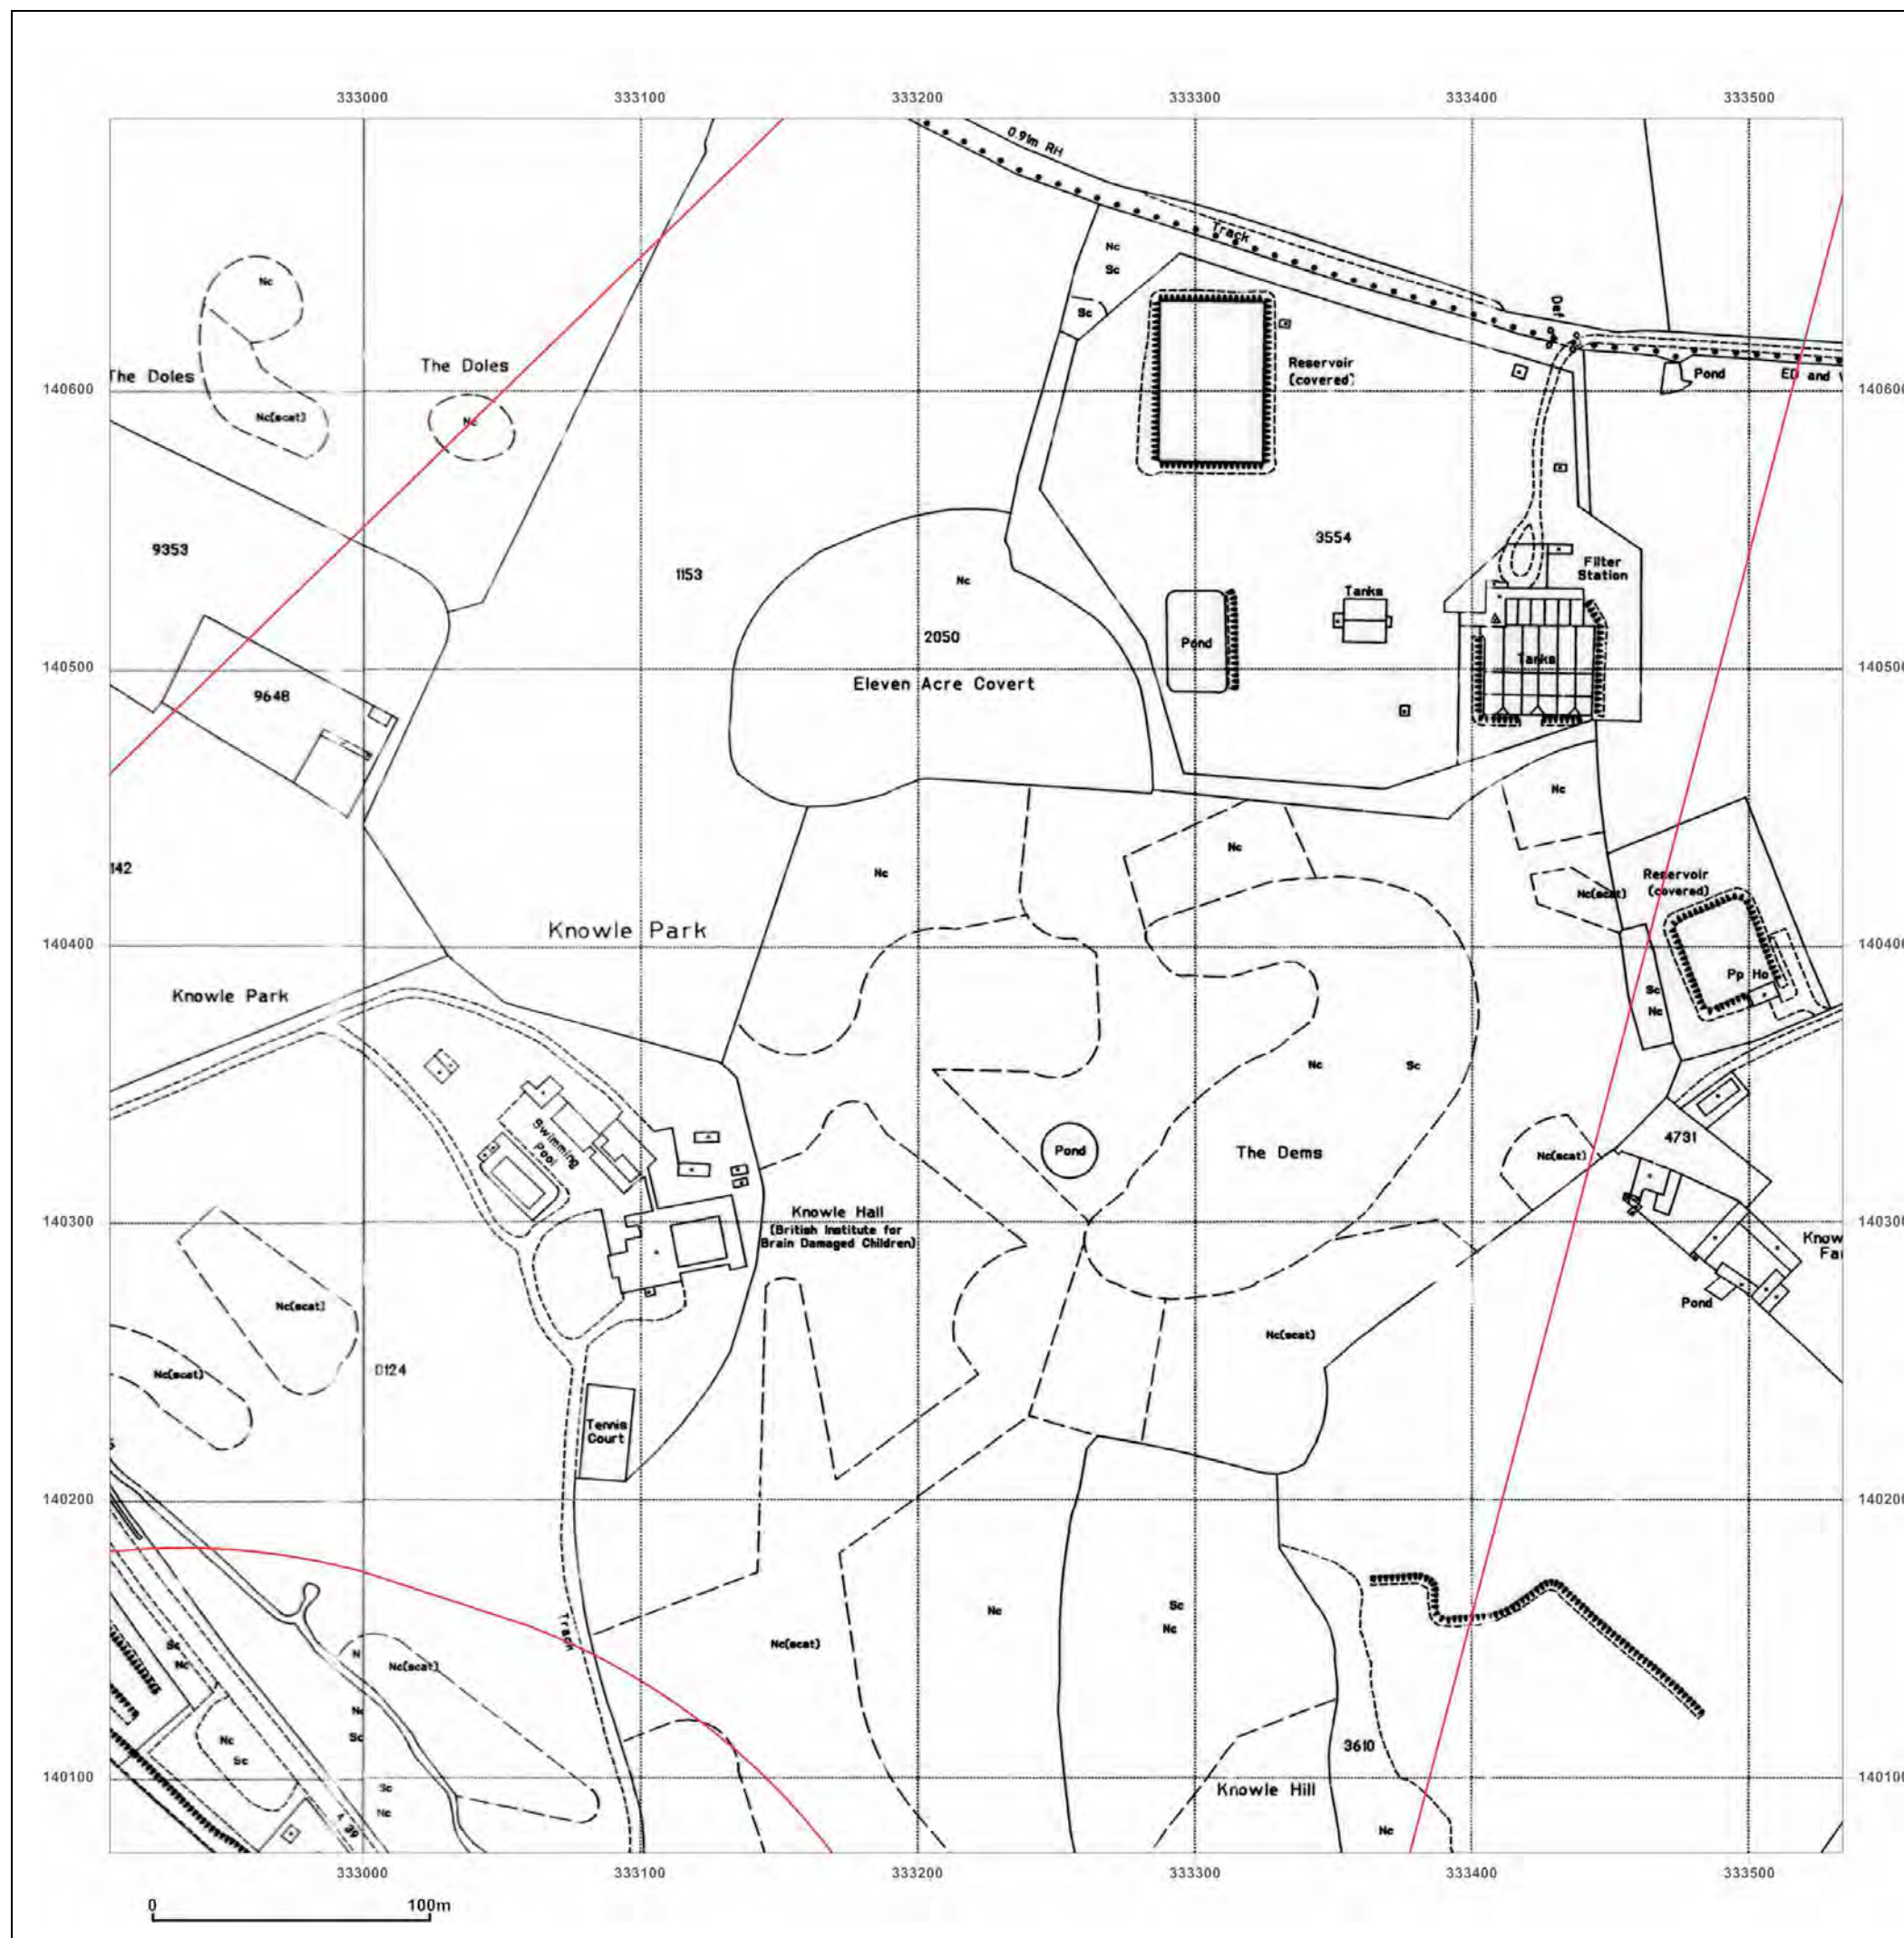 333000 333100 333200 333300 333400 333500
0.91m RH
Track
Nc
Sc
Nc
Sc
Def
The Doles
The Doles
Reservoir
(covered)
140600
Nc(scat)
Nc
Pond
ED and
140600
9353
1153
Nc
3554
Filter
Station
Tanks
2050
Pond
Tanks
140500
140500
9648
Eleven Acre Covert
Nc
142
Nc
Nc
Reservoir
(covered)
Nc(scat)
Knowle Park
140400
140400
Knowle Park
Pp Ho
Sc
Nc
Nc
Sc
Swimming
Pool
Pond
The Dems
Nc(scat)
4731
140300
Knowle Hall
(British Institute for
Brain Damaged Children)
140300
Know
Fa
Nc(scat)
Pond
Nc(scat)
Nc(scat)
0124
Tennis
Court
140200
140200
Track
Nc
Sc
Nc
Sc
Nc
Nc(scat)
N
Nc(scat)
Nc
Sc
Nc
Sc
3610
140100
Sc
Nc
Knowle Hill
140100
A 39
Nc
333000 333100 333200 333300 333400 333500
0 100m